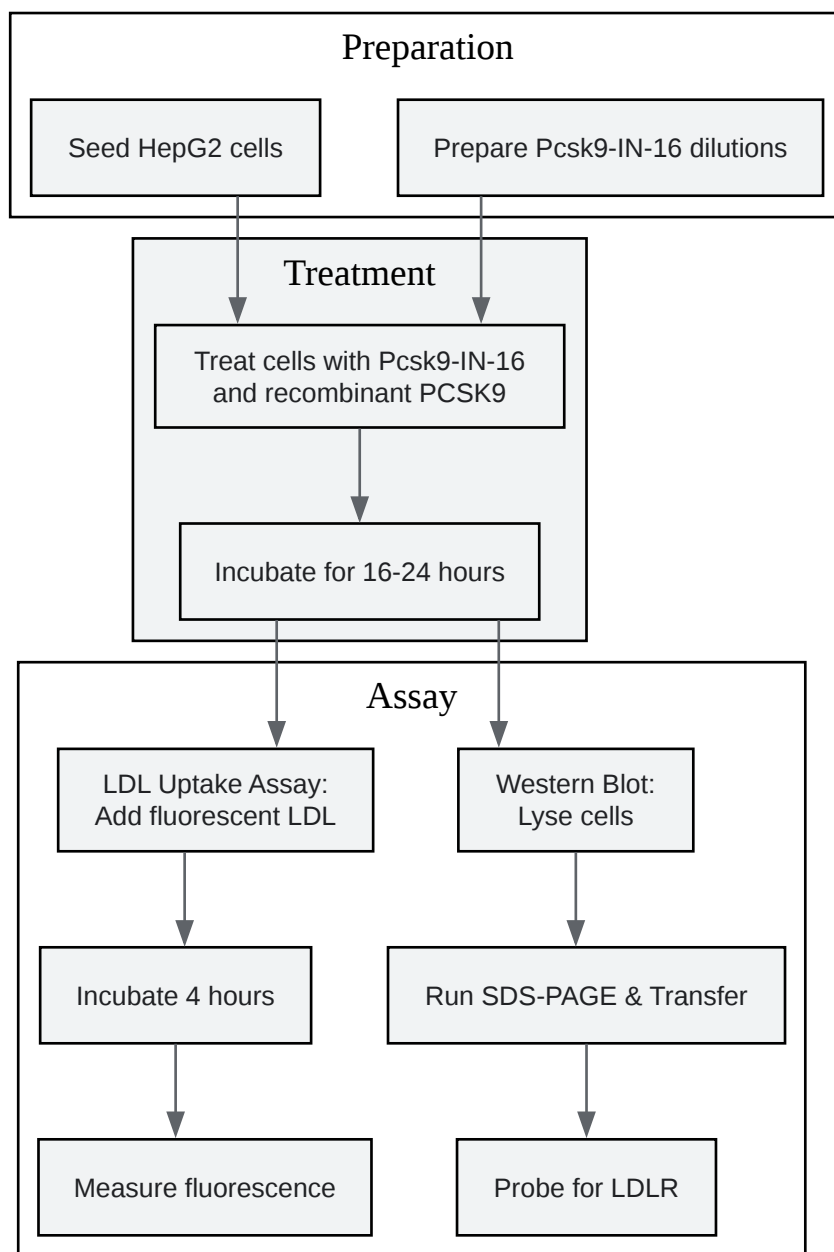 Preparation
Seed HepG2 cells
Prepare Pcsk9-IN-16 dilutions
Treatment
Treat cells with Pcsk9-IN-16
and recombinant PCSK9
Incubate for 16-24 hours
Assay
LDL Uptake Assay:
Add fluorescent LDL
Western Blot:
Lyse cells
Incubate 4 hours
Run SDS-PAGE & Transfer
Measure fluorescence
Probe for LDLR